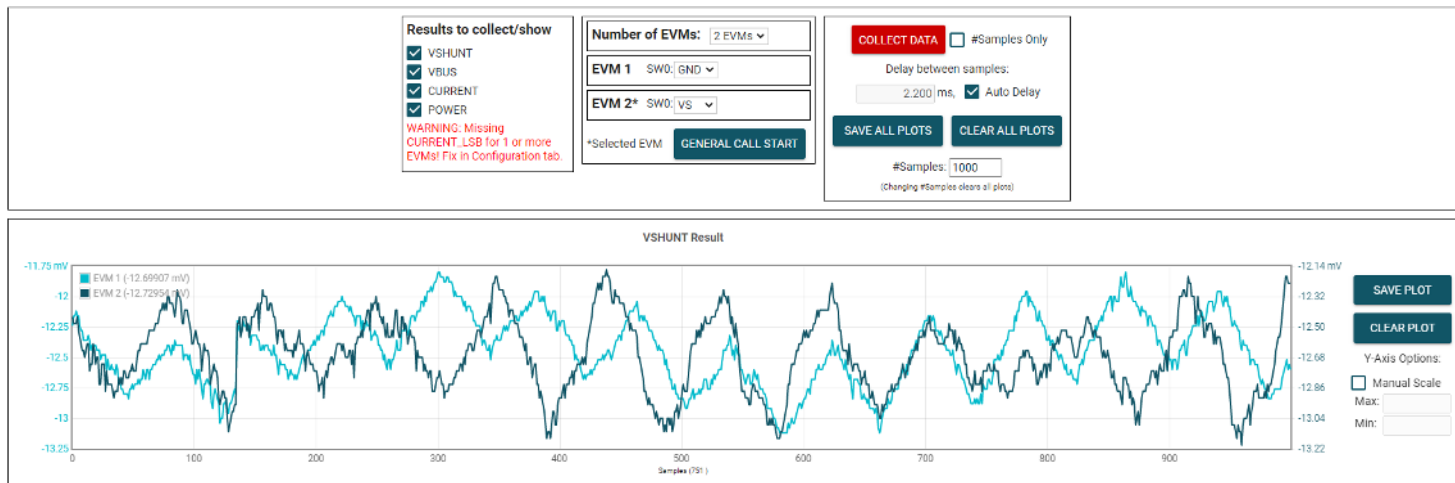 Results to collect/show
VSHUNT
VBUS
CURRENT
POWER
WARNING: Missing
CURRENT_LSB for 1 or more
EVMs! Fix in Configuration tab.
Number of EVMs: 2 EVMs
EVM 1 SW0: GND
EVM 2* SW0: VS
*Selected EVM GENERAL CALL START
COLLECT DATA #Samples Only
Delay between samples:
2.200 ms, Auto Delay
SAVE ALL PLOTS CLEAR ALL PLOTS
#Samples: 1000
(Changing #Samples clears all plots)
VSHUNT Result
-11.75 mV
-12
-12.25
-12.5
-12.75
-13
-13.25
EVM 1 (-12.69907 mV)
EVM 2 (-12.72954 mV)
-12.14 mV
-12.32
-12.50
-12.68
-12.86
-13.04
-13.22
0 100 200 300 400 500 600 700 800 900
Samples (751 )
SAVE PLOT
CLEAR PLOT
Y-Axis Options:
Manual Scale
Max:
Min: